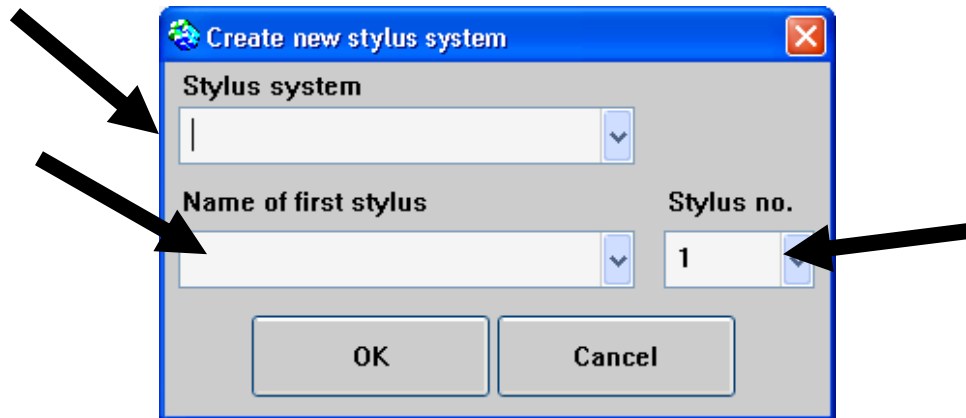 Create new stylus system
Stylus system
Name of first stylus
Stylus no.
1
OK
Cancel